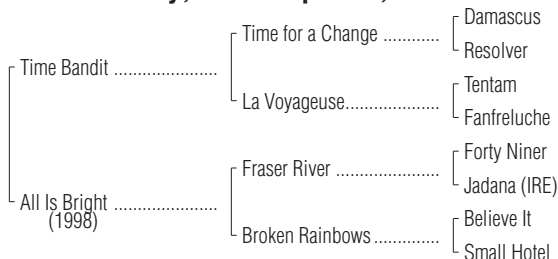 Damascus
Time for a Change ............
Resolver
Time Bandit .....................
Tentam
La Voyageuse...................
Fanfreluche
Forty Niner
Fraser River .....................
Jadana (IRE)
All Is Bright .....................
(1998)
Believe It
Broken Rainbows.............
Small Hotel